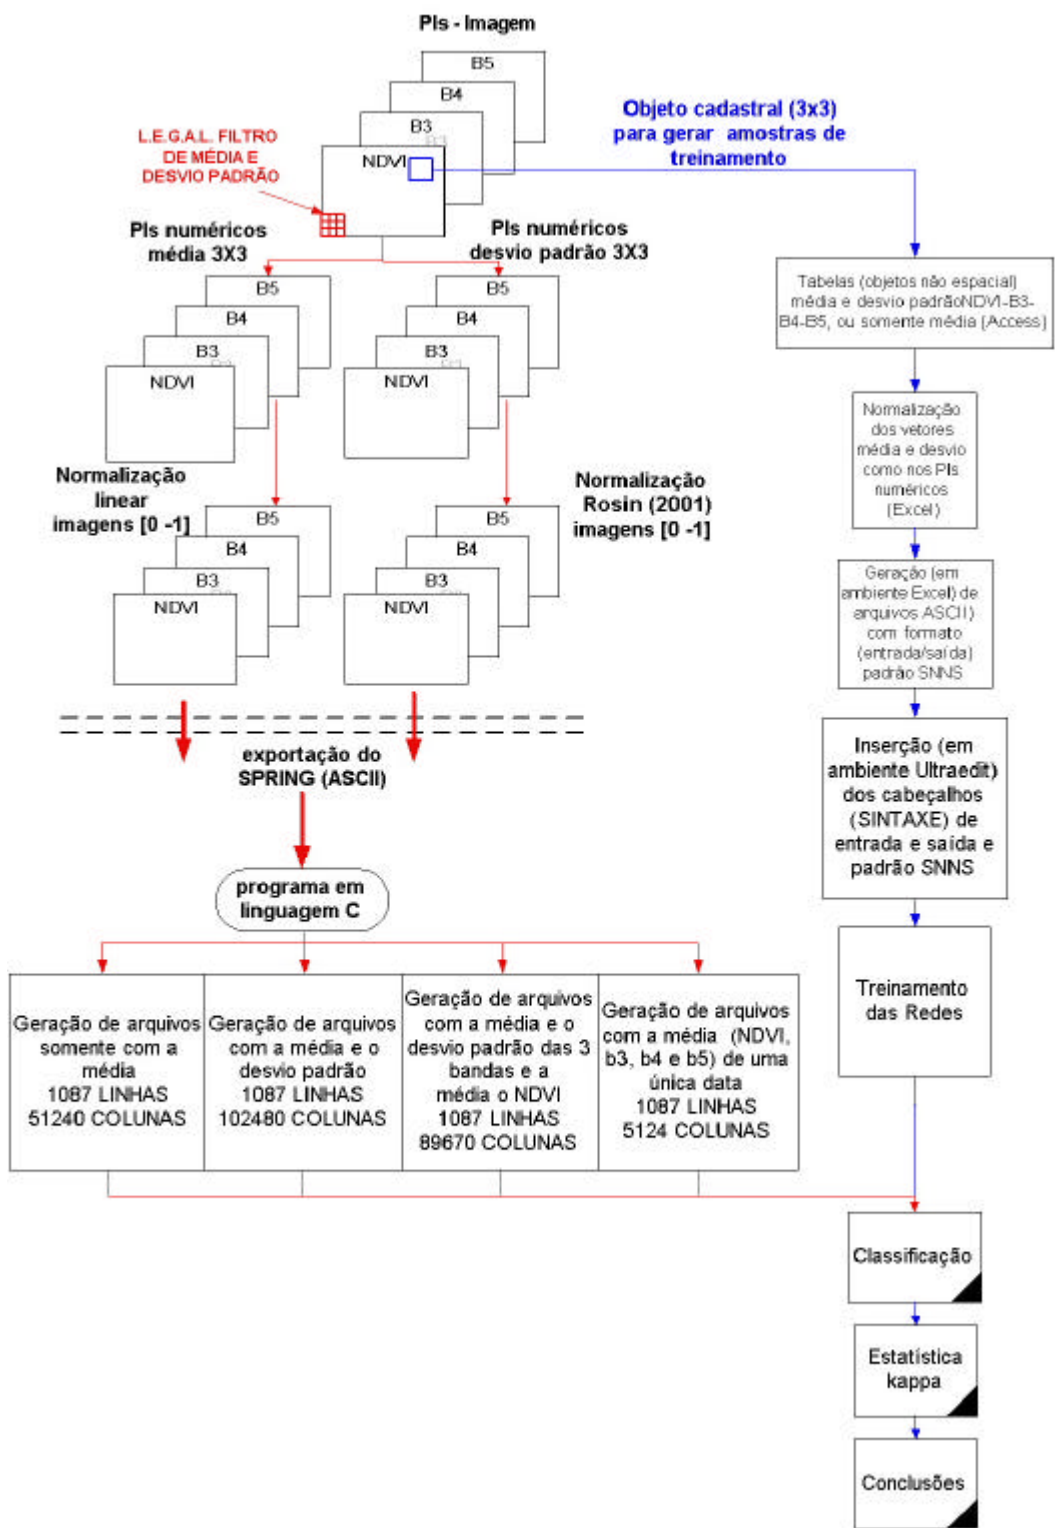 PIs - Imagem
B5
B4
B3
NDVI
L.E.G.A.L. FILTRO
DE MÉDIA E
DESVIO PADRÃO
Objeto cadastral (3x3)
para gerar amostras de
treinamento
PIs numéricos
média 3X3
PIs numéricos
desvio padrão 3X3
B5
B4
B3
NDVI
B5
B4
B3
NDVI
Tabelas (objetos não espacial)
média e desvio padrãoNDVI-B3-
B4-B5, ou somente média (Access)
Normalização
dos vetores
média e desvio
como nos PIs
numéricos
(Excel)
Normalização
linear
imagens [0 -1]
Normalização
Rosin (2001)
imagens [0 -1]
B5
B4
B3
NDVI
B5
B4
B3
NDVI
Geração (em
ambiente Excel) de
arquivos ASCII)
com formato
(entrada/saída)
padrão SNNS
exportação do
SPRING (ASCII)
Inserção (em
ambiente Ultraedit)
dos cabeçalhos
(SINTAXE) de
entrada e saída e
padrão SNNS
programa em
linguagem C
Treinamento
das Redes
Geração de arquivos
somente com a
média
1087 LINHAS
51240 COLUNAS
Geração de arquivos
com a média e o
desvio padrão
1087 LINHAS
102480 COLUNAS
Geração de arquivos
com a média e o
desvio padrão das 3
bandas e a
média o NDVI
1087 LINHAS
89670 COLUNAS
Geração de arquivos
com a média (NDVI,
b3, b4 e b5) de uma
única data
1087 LINHAS
5124 COLUNAS
Classificação
Estatística
kappa
Conclusões